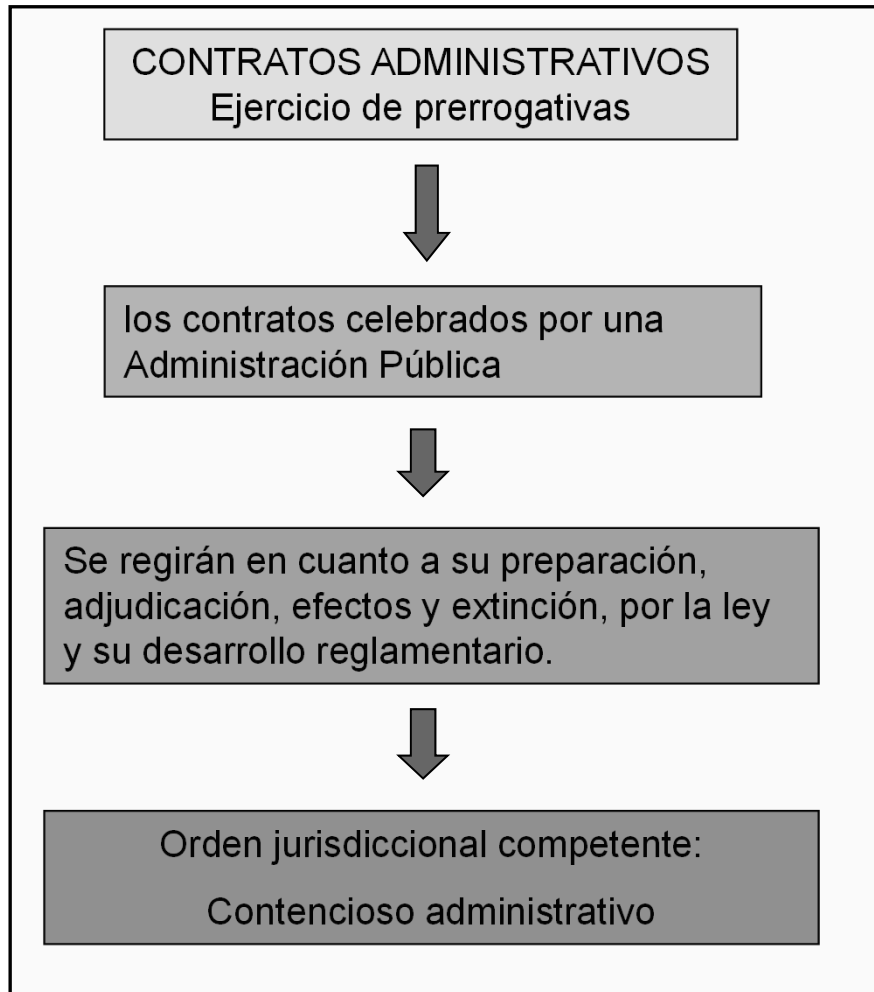 CONTRATOS ADMINISTRATIVOS
Ejercicio de prerrogativas
los contratos celebrados por una
Administración Pública
Se regirán en cuanto a su preparación,
adjudicación, efectos y extinción, por la ley
y su desarrollo reglamentario.
Orden jurisdiccional competente:
Contencioso administrativo